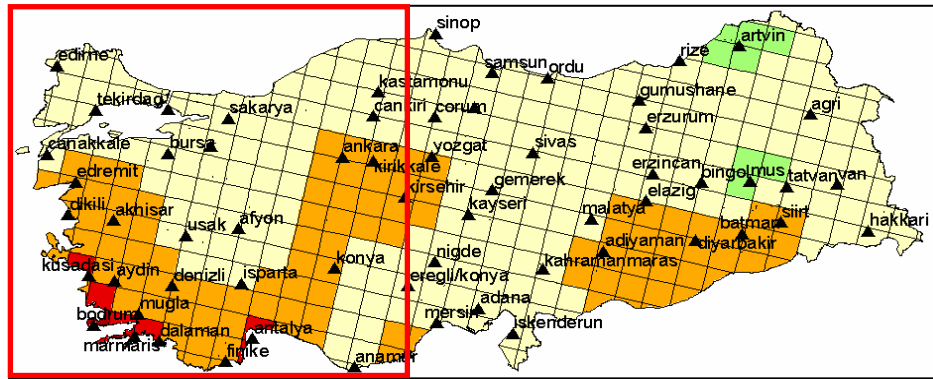 sinop
edirne
samsun
ordu
rize
artvin
kastamonu
tekirdag
sakarya
cankiri
corum
gumushane
agri
erzurum
canakkale
bursa
ankara
kirikkale
yozgat
sivas
edremit
kirsehir
gemerek
erzincan
elazig
bingol
mus
tatvan
van
dikili
akhisar
usak
afyon
kayseri
malatya
batman
siirt
hakkari
kusadasi
aydin
denizli
isparta
konya
nigde
eregli/konya
kahramanmaras
adiyaman
diyarbakir
bodrum
mugla
marmaris
dalaman
antalya
finike
anamur
mersin
adana
iskenderun